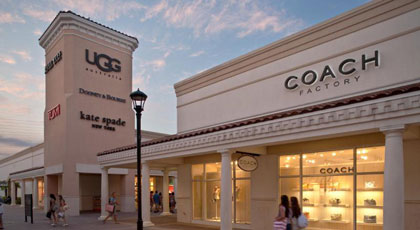 UGG
australia
DOONEY & BOURKE
kate spade
NEW YORK
COACH
FACTORY
COACH